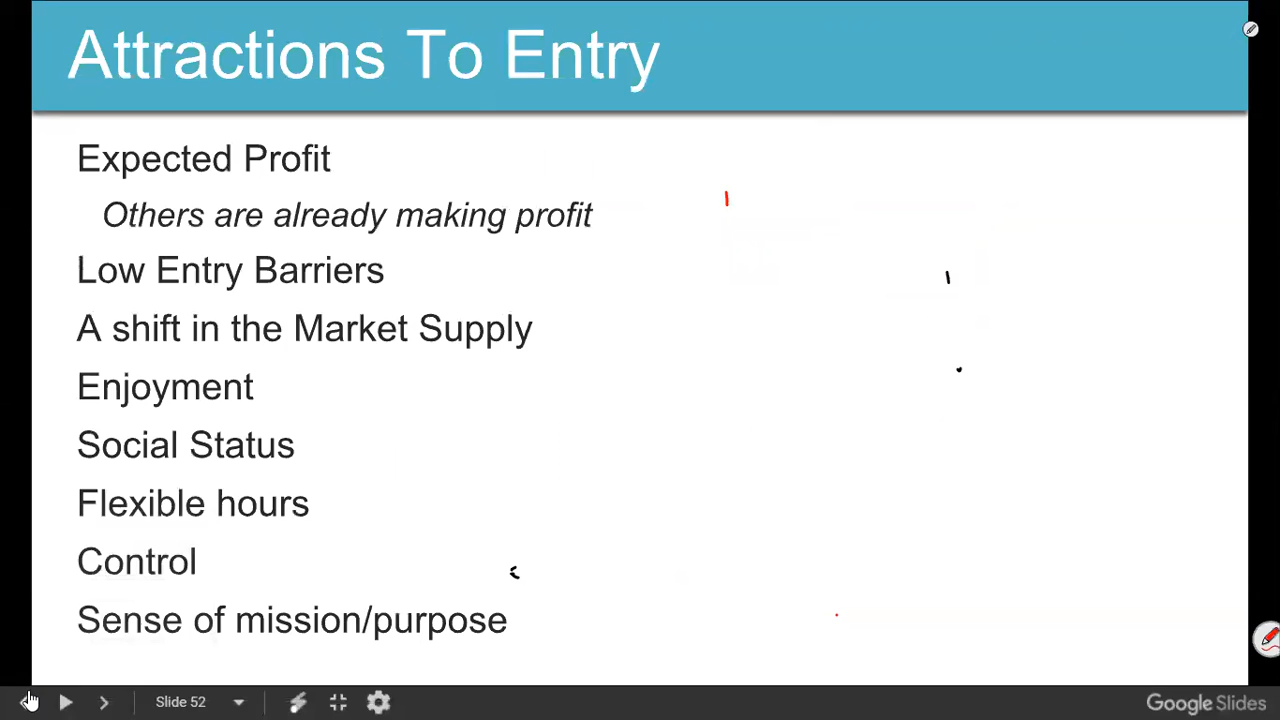 Attractions To Entry
Expected Profit
Others are already making profit
Low Entry Barriers
A shift in the Market Supply
Enjoyment
Social Status
Flexible hours
Control
Sense of mission/purpose
Slide 52
Google Slides